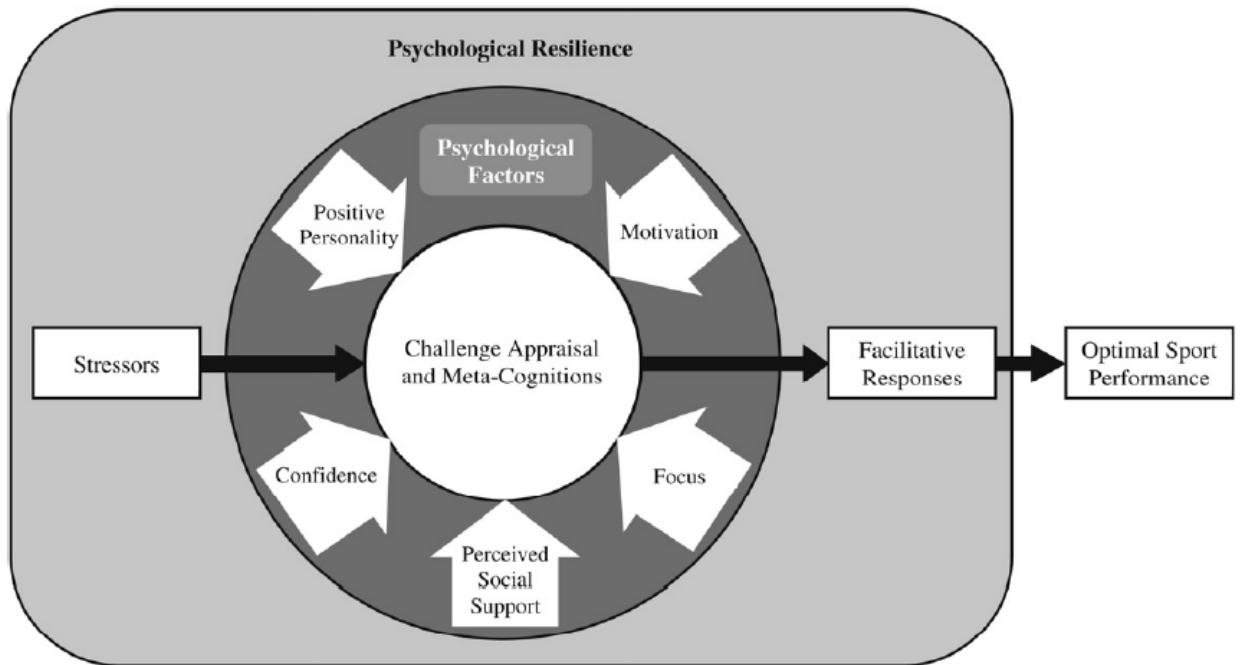 Psychological Resilience
Psychological
Factors
Positive
Personality
Motivation
Stressors
Challenge Appraisal
and Meta-Cognitions
Facilitative
Responses
Optimal Sport
Performance
Confidence
Focus
Perceived
Social
Support